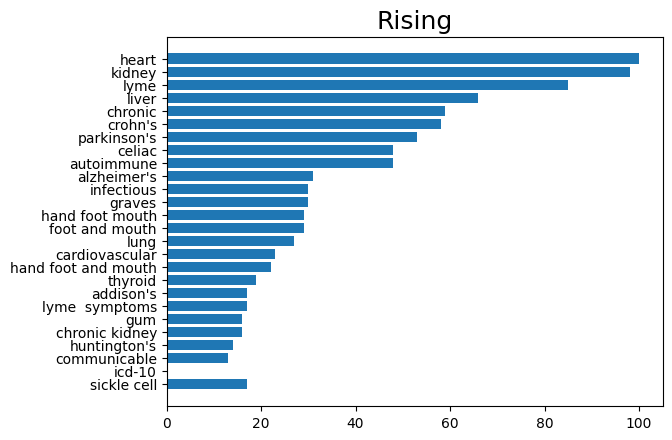 Rising
heart
kidney
lyme
liver
chronic
crohn's
parkinson's
celiac
autoimmune
alzheimer's
infectious
graves
hand foot mouth
foot and mouth
lung
cardiovascular
hand foot and mouth
thyroid
addison's
lyme  symptoms
gum
chronic kidney
huntington's
communicable
icd-10
sickle cell
0 20 40 60 80 100